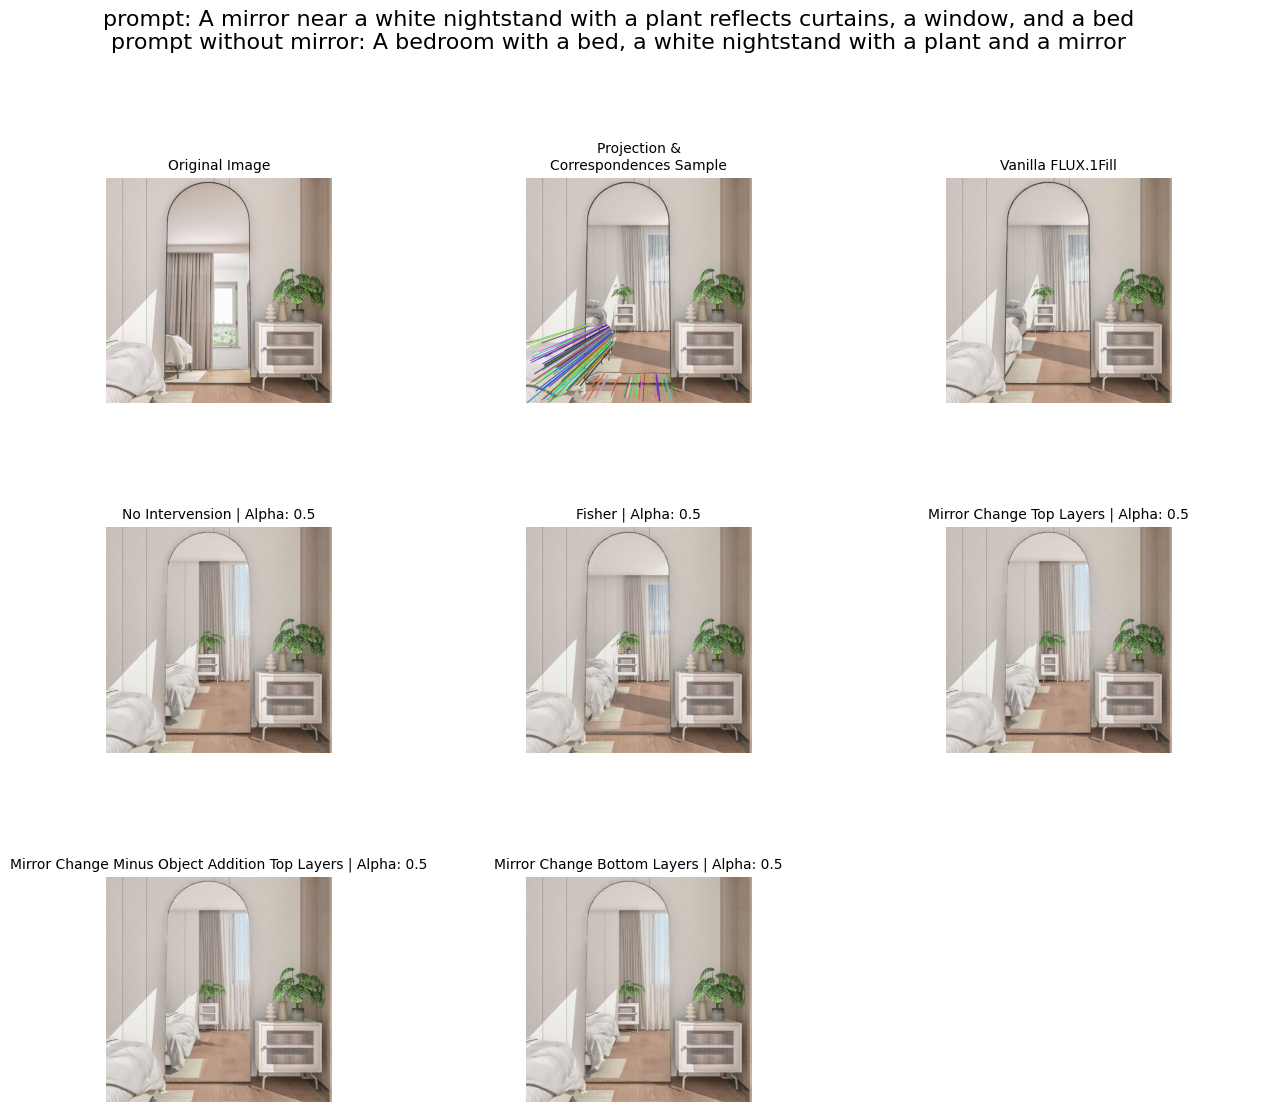 prompt: A mirror near a white nightstand with a plant reflects curtains, a window, and a bed
prompt without mirror: A bedroom with a bed, a white nightstand with a plant and a mirror
Original Image
Projection &
Correspondences Sample
Vanilla FLUX.1Fill
No Intervension | Alpha: 0.5
Fisher | Alpha: 0.5
Mirror Change Top Layers | Alpha: 0.5
Mirror Change Minus Object Addition Top Layers | Alpha: 0.5
Mirror Change Bottom Layers | Alpha: 0.5